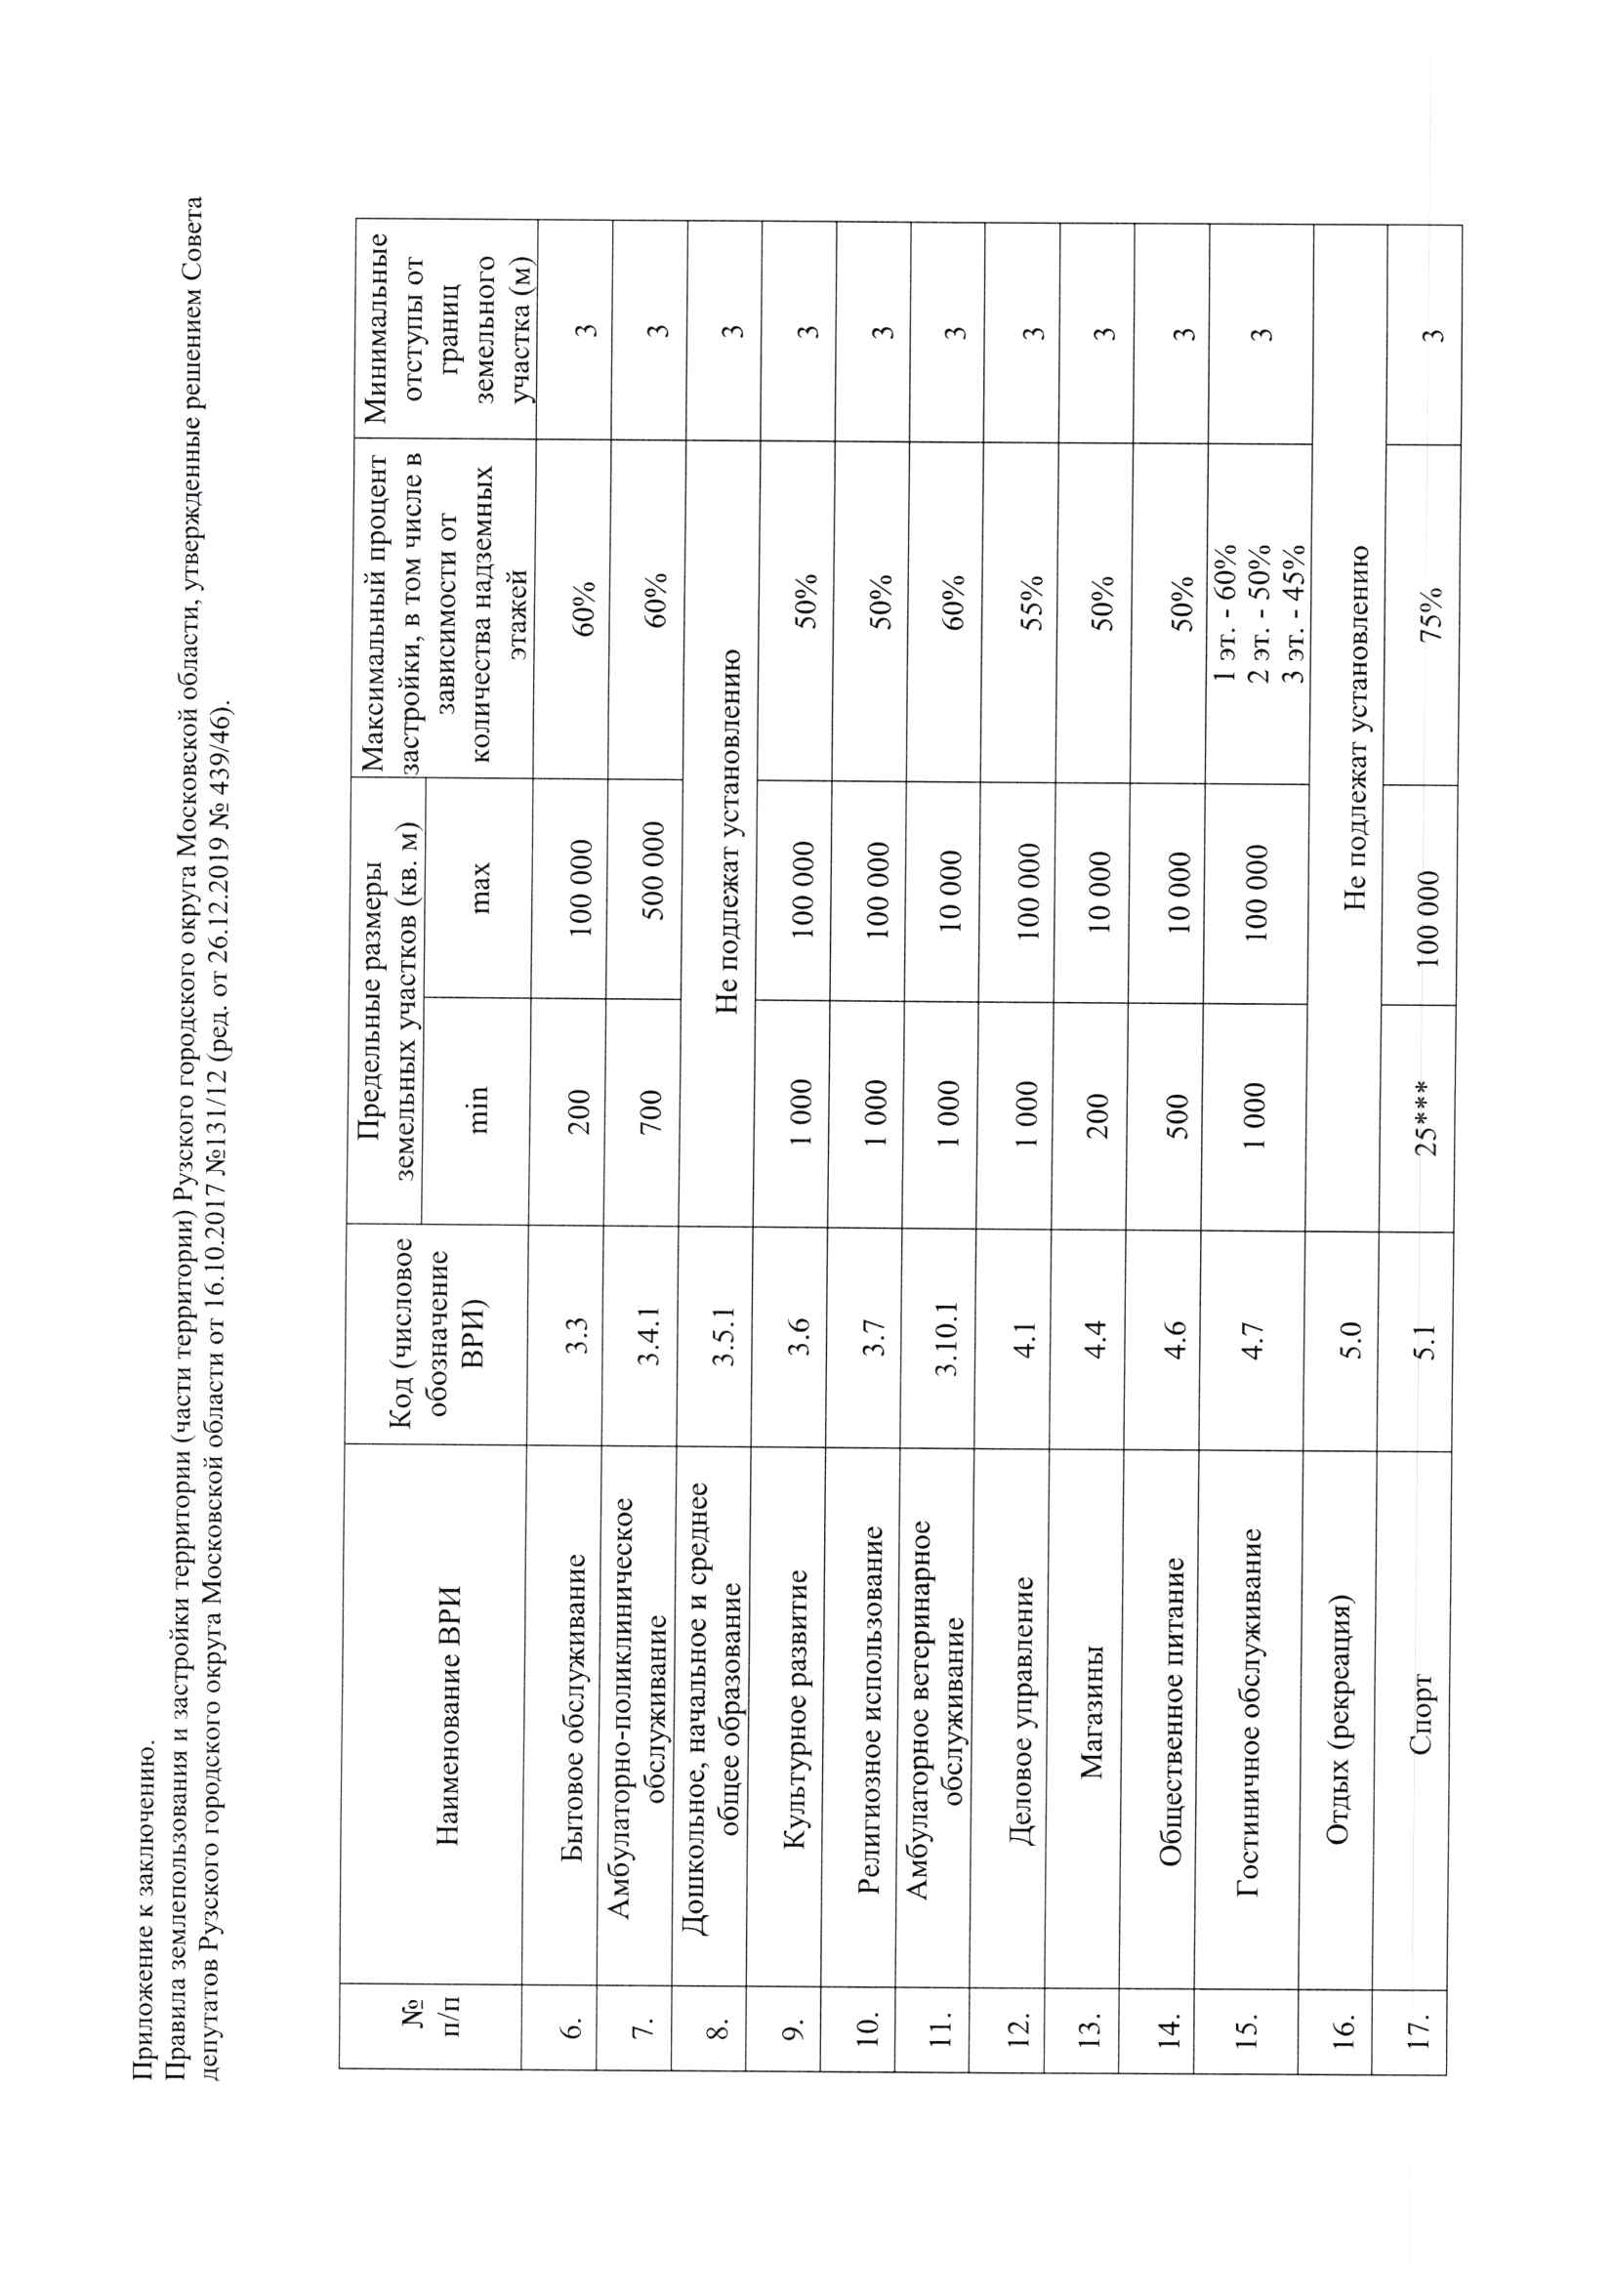 Приложение к заключению.
Правила землепользования и застройки территории (части территории) Рузского городского округа Московской области, утвержденные решением Совета
депутатов Рузского городского округа Московской области от 16.10.2017 №131/12 (ред. от 26.12.2019 № 439/46).
№
п/п
Наименование ВРИ
Код (числовое
обозначение
ВРИ)
Предельные размеры
земельных участков (кв. м)
min
max
Максимальный процент
застройки, в том числе в
зависимости от
количества надземных
этажей
Минимальные
отступы от
границ
земельного
участка (м)
6. Бытовое обслуживание 3.3 200 100 000 60% 3
7. Амбулаторно-поликлиническое
обслуживание 3.4.1 700 500 000 60% 3
8. Дошкольное, начальное и среднее
общее образование 3.5.1 Не подлежат установлению 3
9. Культурное развитие 3.6 1 000 100 000 50% 3
10. Религиозное использование 3.7 1 000 100 000 50% 3
11. Амбулаторное ветеринарное
обслуживание 3.10.1 1 000 10 000 60% 3
12. Деловое управление 4.1 1 000 100 000 55% 3
13. Магазины 4.4 200 10 000 50% 3
14. Общественное питание 4.6 500 10 000 50% 3
15. Гостиничное обслуживание 4.7 1 000 100 000 1 эт. - 60%
2 эт. - 50%
3 эт. - 45%
3
16. Отдых (рекреация) 5.0 Не подлежат установлению
17. Спорт 5.1 25*** 100 000 75% 3